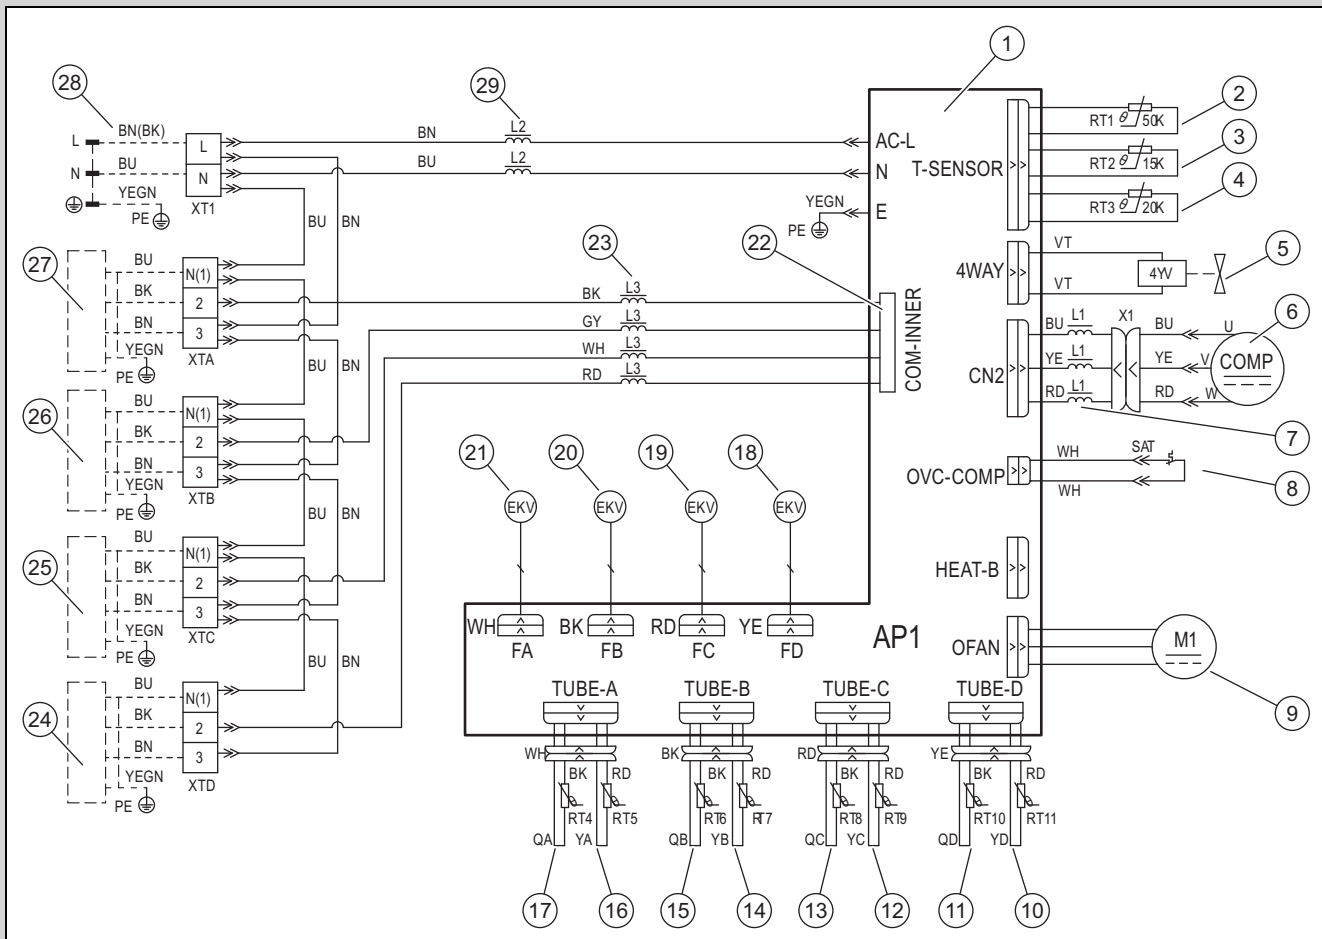 1
28
29
2
BN(BK)
L2
RT1 θ 50K
L
L
BN
AC-L
BU
BU
L2
3
N
N
N
T-SENSOR
RT2 θ 15K
YEGN
YEGN
4
PE
XT1
E
RT3 θ 20K
BU
BN
PE
23
22
VT
27
BU
N(1)
4WAY
4YV
5
BK
2
BK
L3
VT
BN
3
GY
L3
COM-INNER
BU
L1
X1
BU
U
6
YEGN
XTA
WH
L3
CN2
YE
L1
YE
V
COMP
PE
BU
BN
RD
L3
RD
L1
RD
W
26
BU
N(1)
7
BK
2
BN
3
21
20
19
18
WH
SAT
YEGN
XTB
OVC-COMP
8
PE
EKV
EKV
EKV
EKV
WH
BU
BN
25
BU
N(1)
BK
2
HEAT-B
BN
3
YEGN
XTC
WH
BK
RD
YE
AP1
OFAN
M1
PE
FA
FB
FC
FD
BU
BN
24
BU
N(1)
TUBE-A
TUBE-B
TUBE-C
TUBE-D
9
BK
2
BN
3
WH
BK
RD
YE
YEGN
XTD
BK
RD
BK
RD
BK
RD
BK
RD
PE
RT4
RT5
RT6
RT7
RT8
RT9
RT10
RT11
QA
YA
QB
YB
QC
YC
QD
YD
17
16
15
14
13
12
11
10